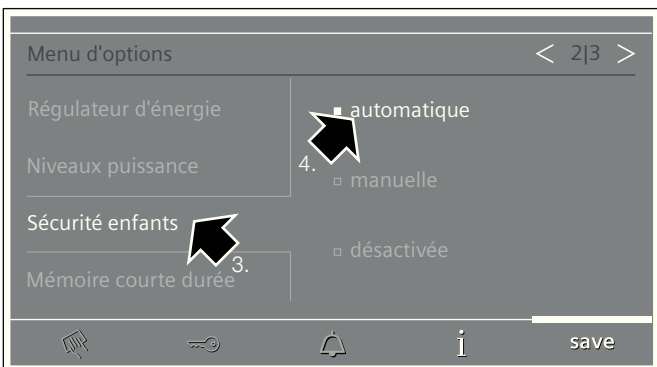 Menu d'options
< 2|3 >
Régulateur d'énergie
automatique
Niveaux puissance
4.
manuelle
Sécurité enfants
3.
désactivée
Mémoire courte durée
i
save